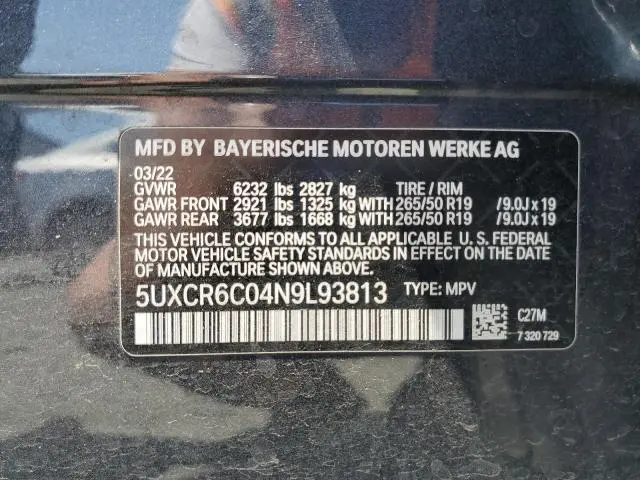 MFD BY BAYERISCHE MOTOREN WERKE AG
03/22
GVWR 6232 lbs 2827 kg TIRE / RIM
GAWR FRONT 2921 lbs 1325 kg WITH 265/50 R19 /9.0J x 19
GAWR REAR 3677 lbs 1668 kg WITH 265/50 R19 /9.0J x 19
THIS VEHICLE CONFORMS TO ALL APPLICABLE U. S. FEDERAL
MOTOR VEHICLE SAFETY STANDARDS IN EFFECT ON THE
DATE OF MANUFACTURE SHOWN ABOVE.
5UXCR6C04N9L93813 TYPE: MPV
C27M
7 320 729